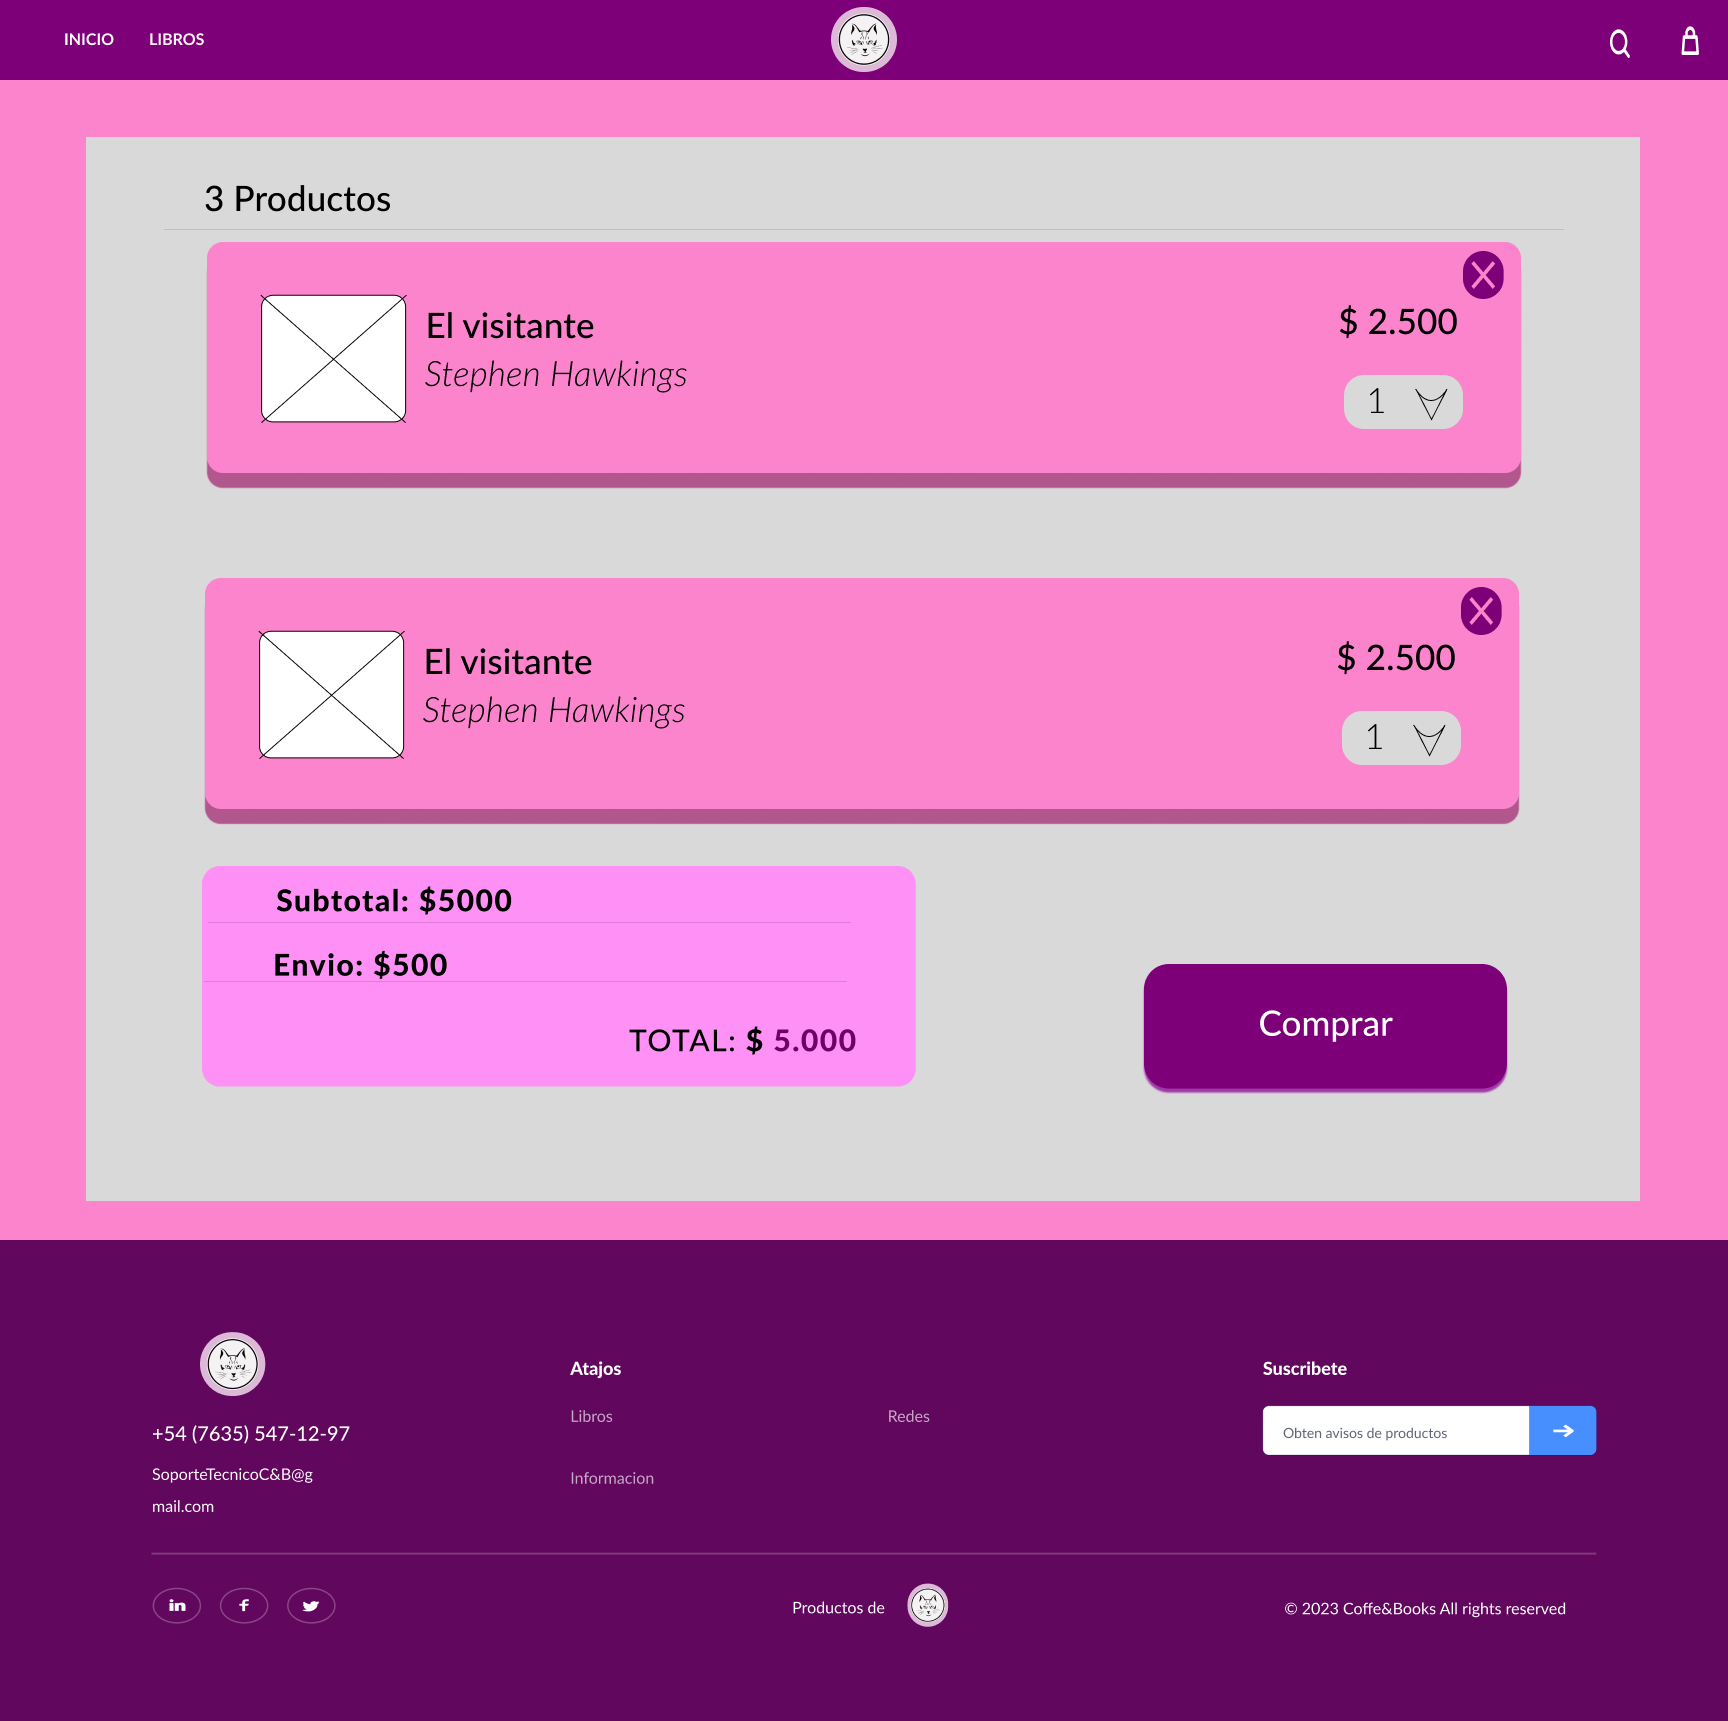 INICIO LIBROS
3 Productos
X
El visitante
$ 2.500
Stephen Hawkings
1
X
El visitante
$ 2.500
Stephen Hawkings
1
Subtotal: $5000
Envio: $500
TOTAL: $ 5.000
Comprar
+54 (7635) 547-12-97
SoporteTecnicoC&B@g
mail.com
Atajos
Libros
Redes
Informacion
Suscribete
Obten avisos de productos
in f
Productos de
© 2023 Coffe&Books All rights reserved